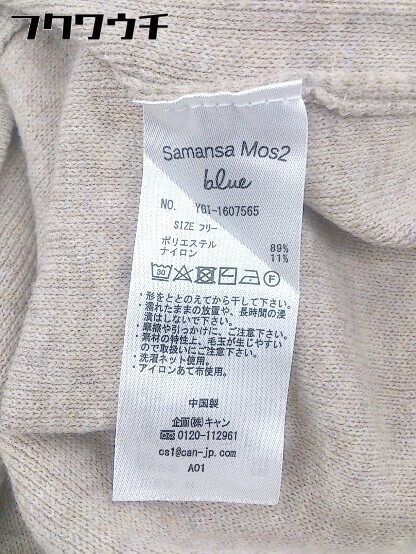 フクワウチ
Samansa Mos2
blue
NO. YGI-1607565
SIZE フリー
ポリエステル 89%
ナイロン 11%
30 F
・形をととのえてから干して下さい。
・濡れたままの放置や、長時間の浸
漬はしないで下さい。
・摩擦や引っかけに、ご注意下さい。
・素材の特性上、毛玉が生じやすい
ので取扱いにご注意下さい。
・洗濯ネット使用。
・アイロンあて布使用。
中国製
企画(株)キャン
0120-112961
cs1@can-jp.com
A01